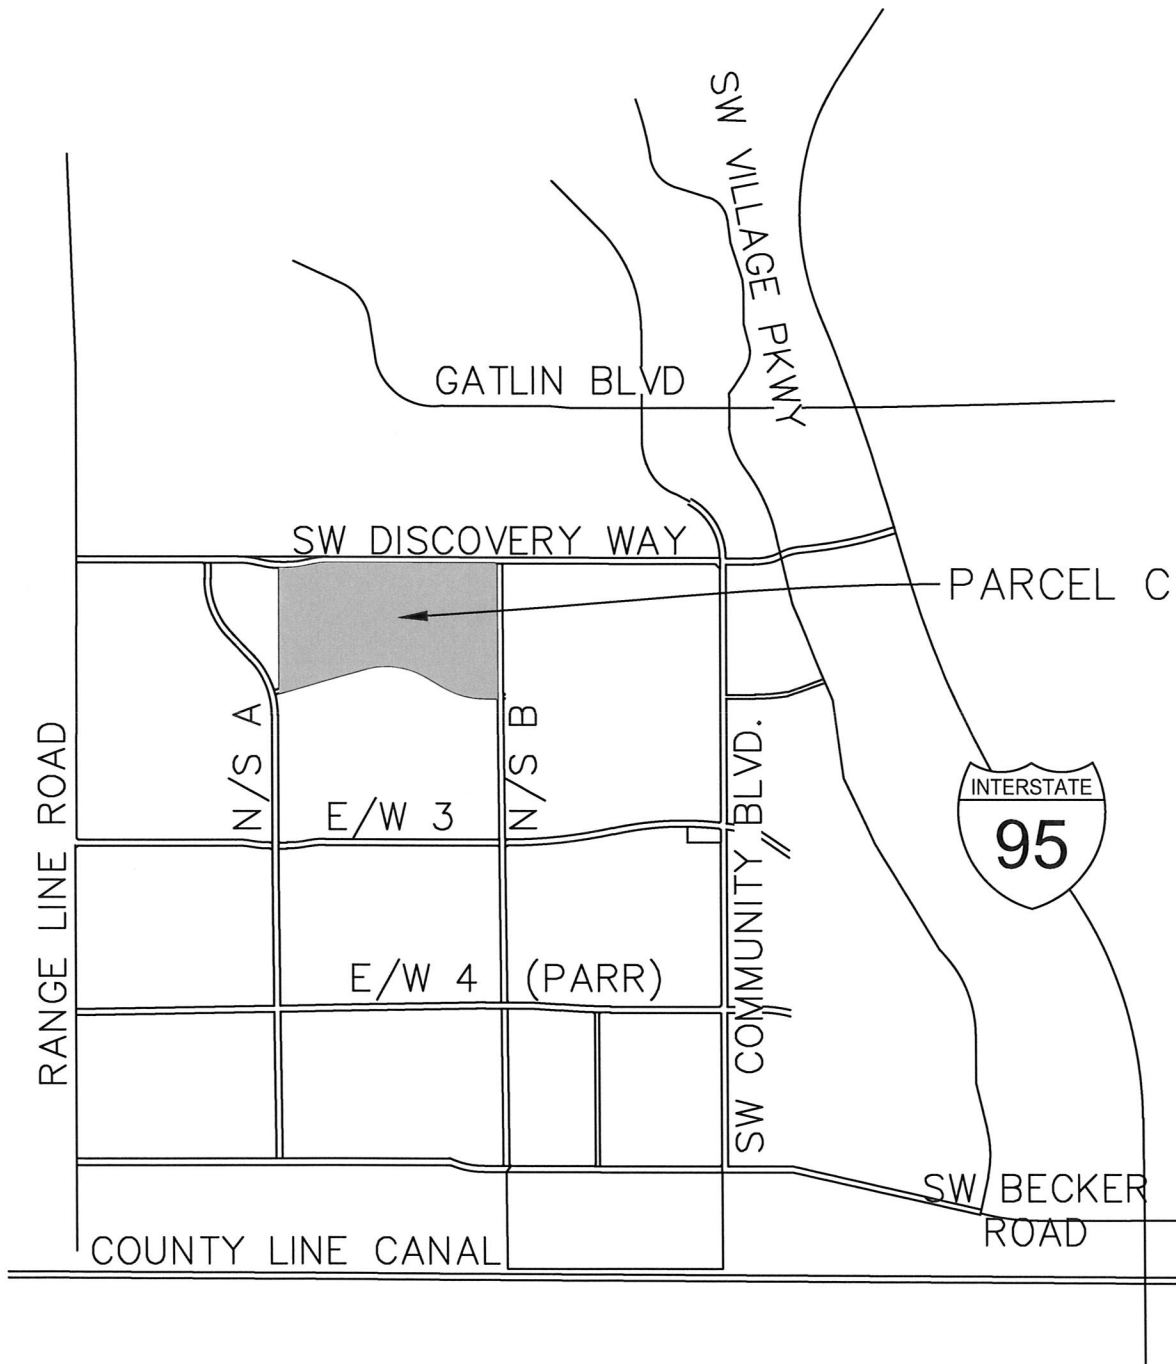 SW VILLAGE PKWY
GATLIN BLVD
SW DISCOVERY WAY
PARCEL C
N/S A
N/S B
RANGE LINE ROAD
E/W 3
SW COMMUNITY BLVD.
INTERSTATE
95
E/W 4 (PARR)
SW BECKER
ROAD
COUNTY LINE CANAL